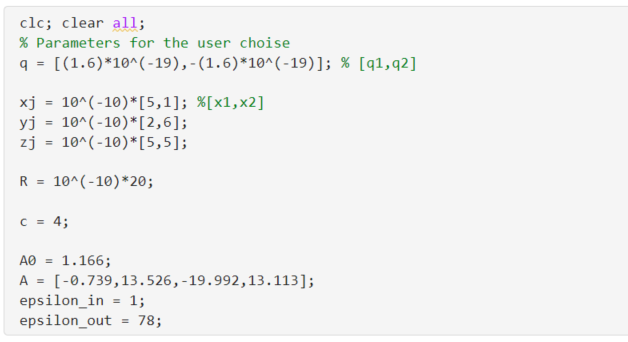 clc; clear all;
% Parameters for the user choise
q = [(1.6)*10^(-19),-(1.6)*10^(-19)]; % [q1,q2]
xj = 10^(-10)*[5,1]; %[x1,x2]
yj = 10^(-10)*[2,6];
zj = 10^(-10)*[5,5];
R = 10^(-10)*20;
c = 4;
A0 = 1.166;
A = [-0.739,13.526,-19.992,13.113];
epsilon_in = 1;
epsilon_out = 78;